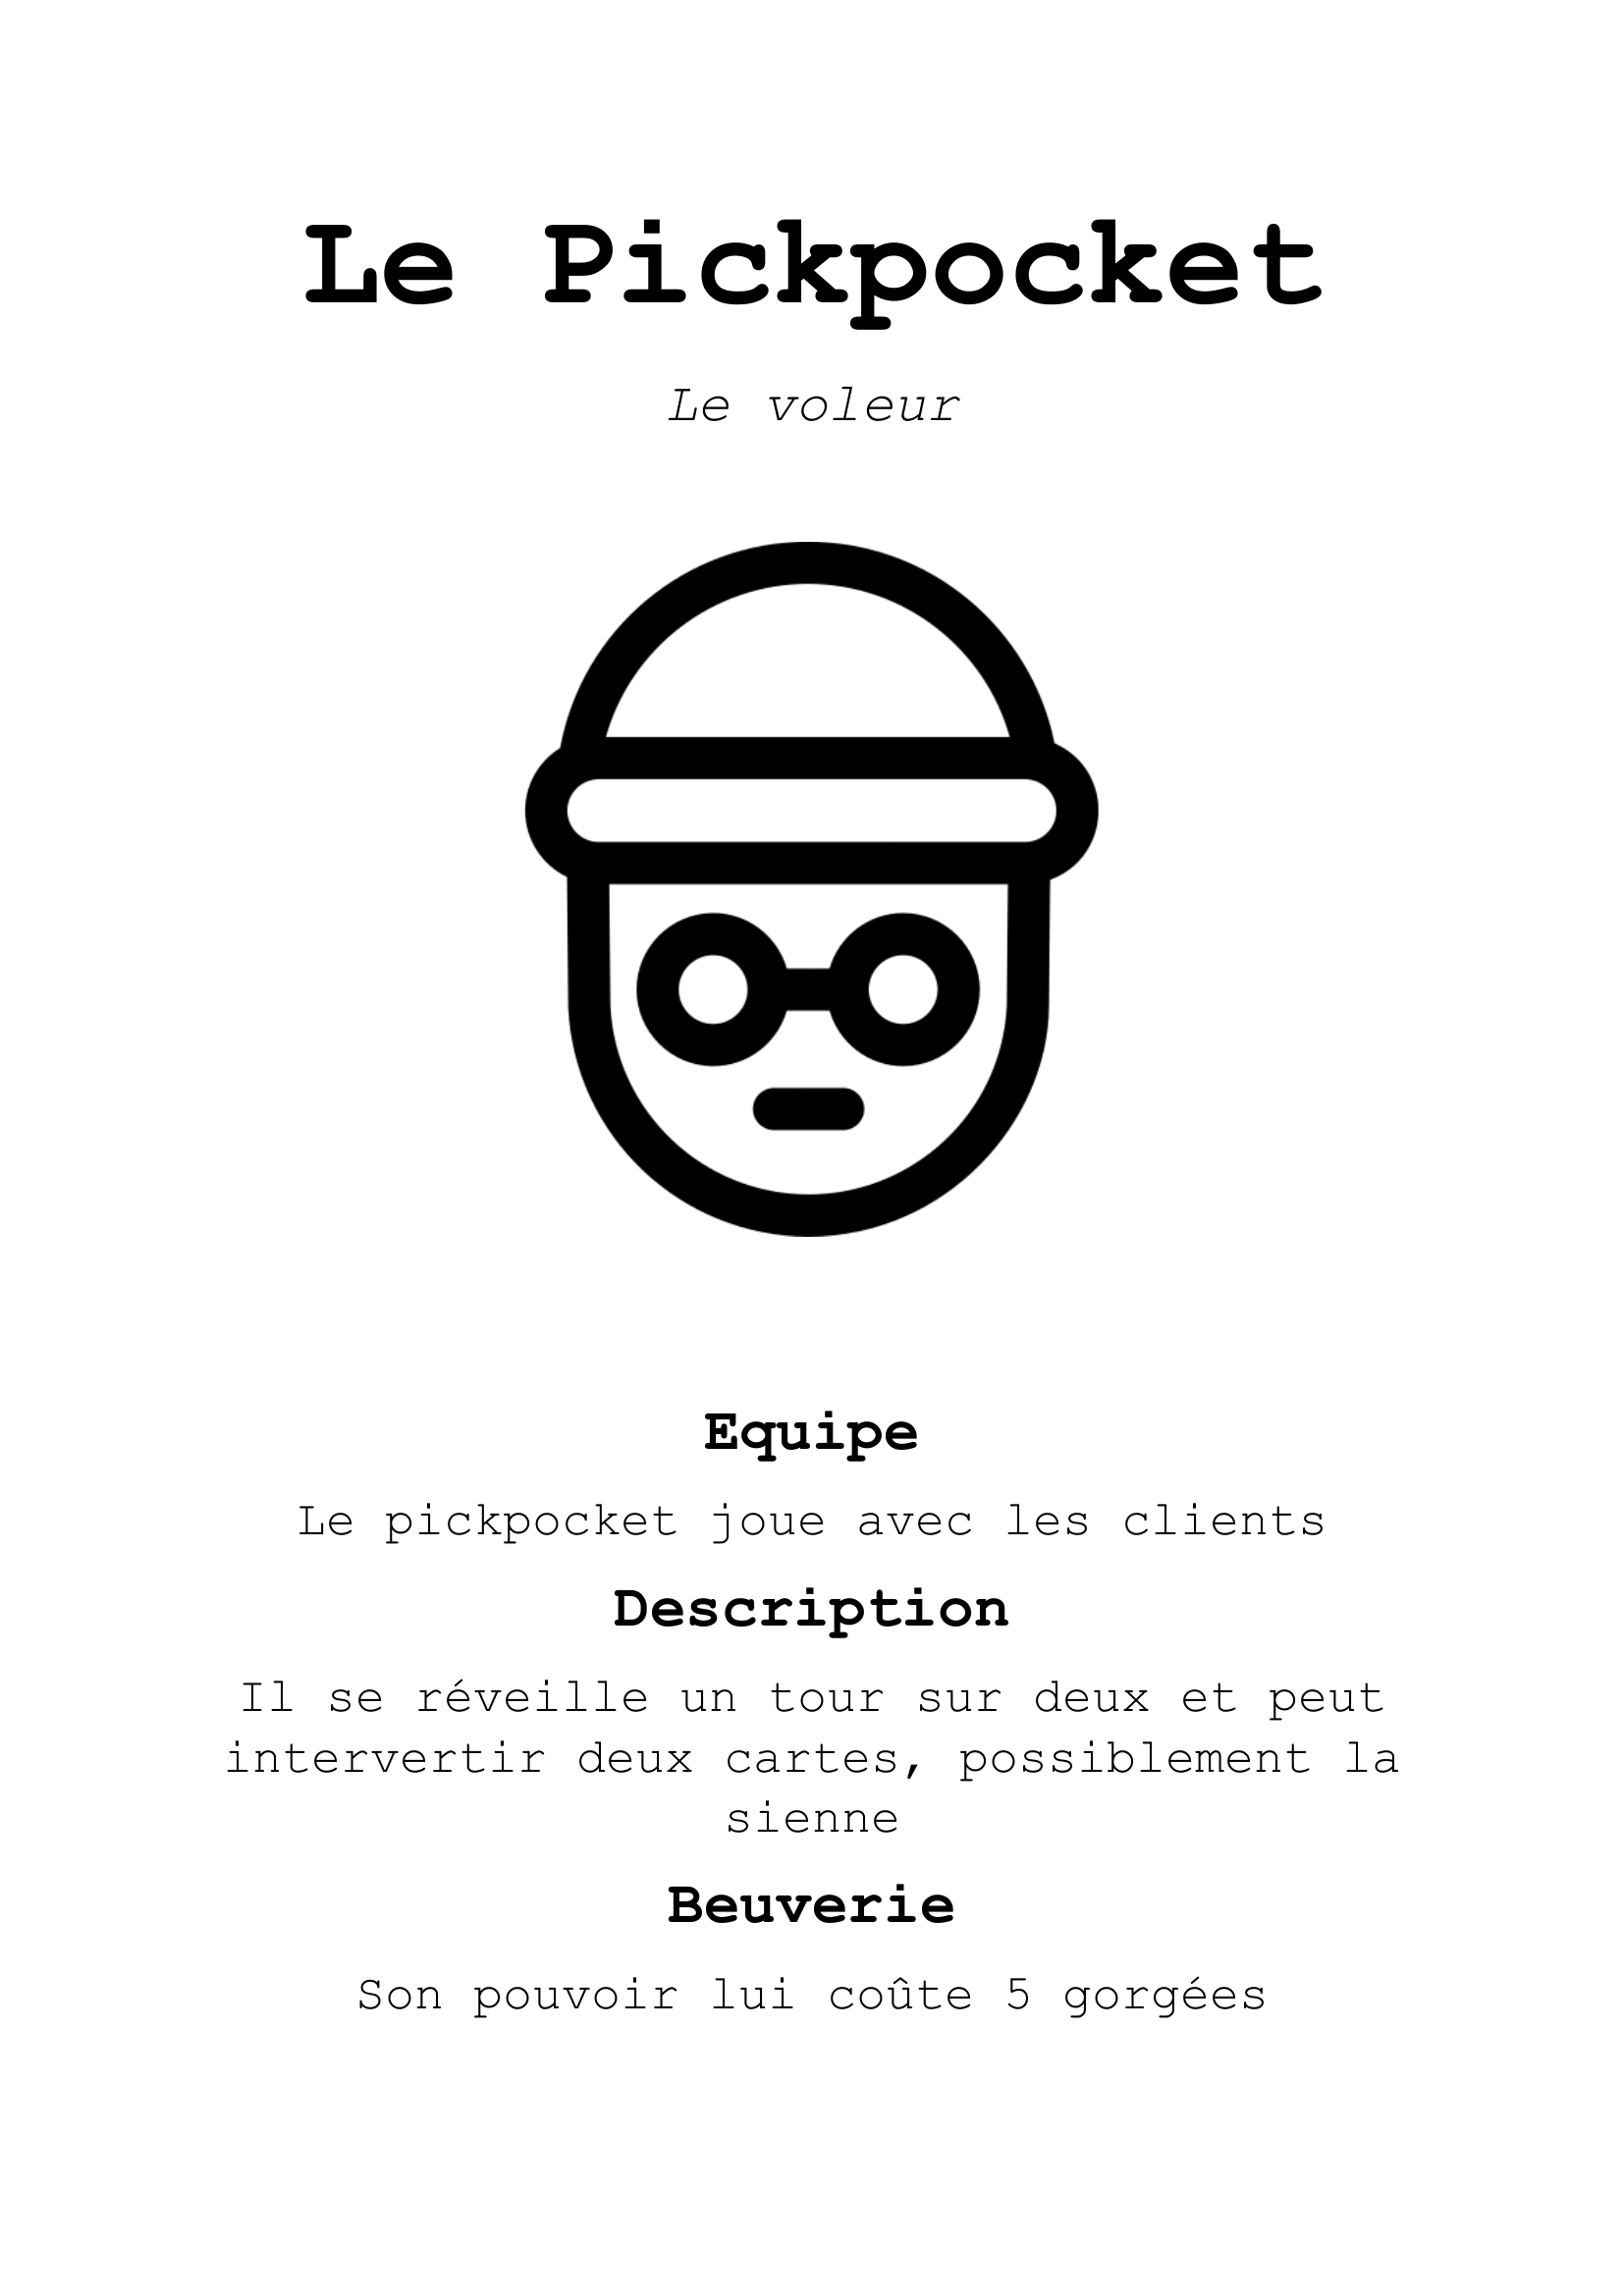 Le Pickpocket
Le voleur
Equipe
Le pickpocket joue avec les clients
Description
Il se réveille un tour sur deux et peut
intervertir deux cartes, possiblement la
sienne
Beuverie
Son pouvoir lui coûte 5 gorgées